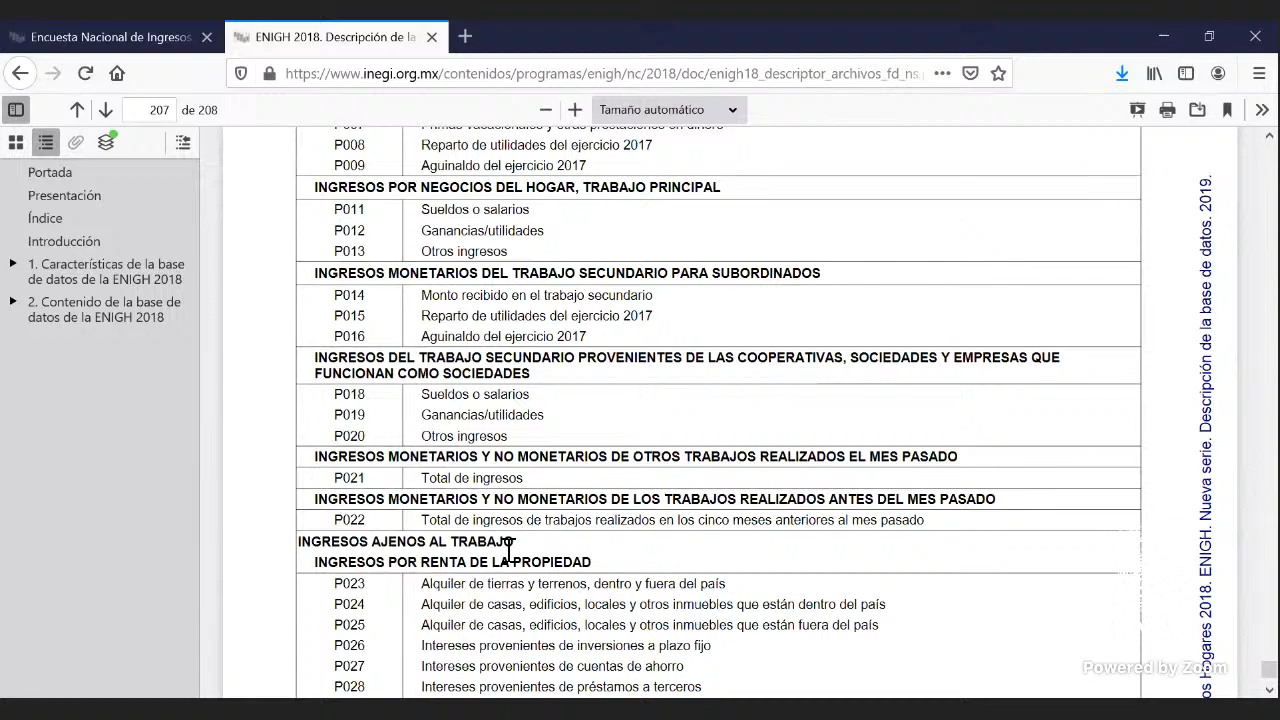 Encuesta Nacional de Ingresos
ENIGH 2018. Descripción de la
https://www.inegi.org.mx/contenidos/programas/enigh/nc/2018/doc/enigh18_descriptor_archivos_fd_ns.
207 de 208
Tamaño automático
Portada
Presentación
Índice
Introducción
1. Características de la base
de datos de la ENIGH 2018
2. Contenido de la base de
datos de la ENIGH 2018
P007 Primas vacacionales y otras prestaciones en dinero
P008 Reparto de utilidades del ejercicio 2017
P009 Aguinaldo del ejercicio 2017
INGRESOS POR NEGOCIOS DEL HOGAR, TRABAJO PRINCIPAL
P011 Sueldos o salarios
P012 Ganancias/utilidades
P013 Otros ingresos
INGRESOS MONETARIOS DEL TRABAJO SECUNDARIO PARA SUBORDINADOS
P014 Monto recibido en el trabajo secundario
P015 Reparto de utilidades del ejercicio 2017
P016 Aguinaldo del ejercicio 2017
INGRESOS DEL TRABAJO SECUNDARIO PROVENIENTES DE LAS COOPERATIVAS, SOCIEDADES Y EMPRESAS QUE
FUNCIONAN COMO SOCIEDADES
P018 Sueldos o salarios
P019 Ganancias/utilidades
P020 Otros ingresos
INGRESOS MONETARIOS Y NO MONETARIOS DE OTROS TRABAJOS REALIZADOS EL MES PASADO
P021 Total de ingresos
INGRESOS MONETARIOS Y NO MONETARIOS DE LOS TRABAJOS REALIZADOS ANTES DEL MES PASADO
P022 Total de ingresos de trabajos realizados en los cinco meses anteriores al mes pasado
INGRESOS AJENOS AL TRABAJO
INGRESOS POR RENTA DE LA PROPIEDAD
P023 Alquiler de tierras y terrenos, dentro y fuera del país
P024 Alquiler de casas, edificios, locales y otros inmuebles que están dentro del país
P025 Alquiler de casas, edificios, locales y otros inmuebles que están fuera del país
P026 Intereses provenientes de inversiones a plazo fijo
P027 Intereses provenientes de cuentas de ahorro
P028 Intereses provenientes de préstamos a terceros
os Hogares 2018. ENIGH. Nueva serie. Descripción de la base de datos. 2019.
Powered by Zoom